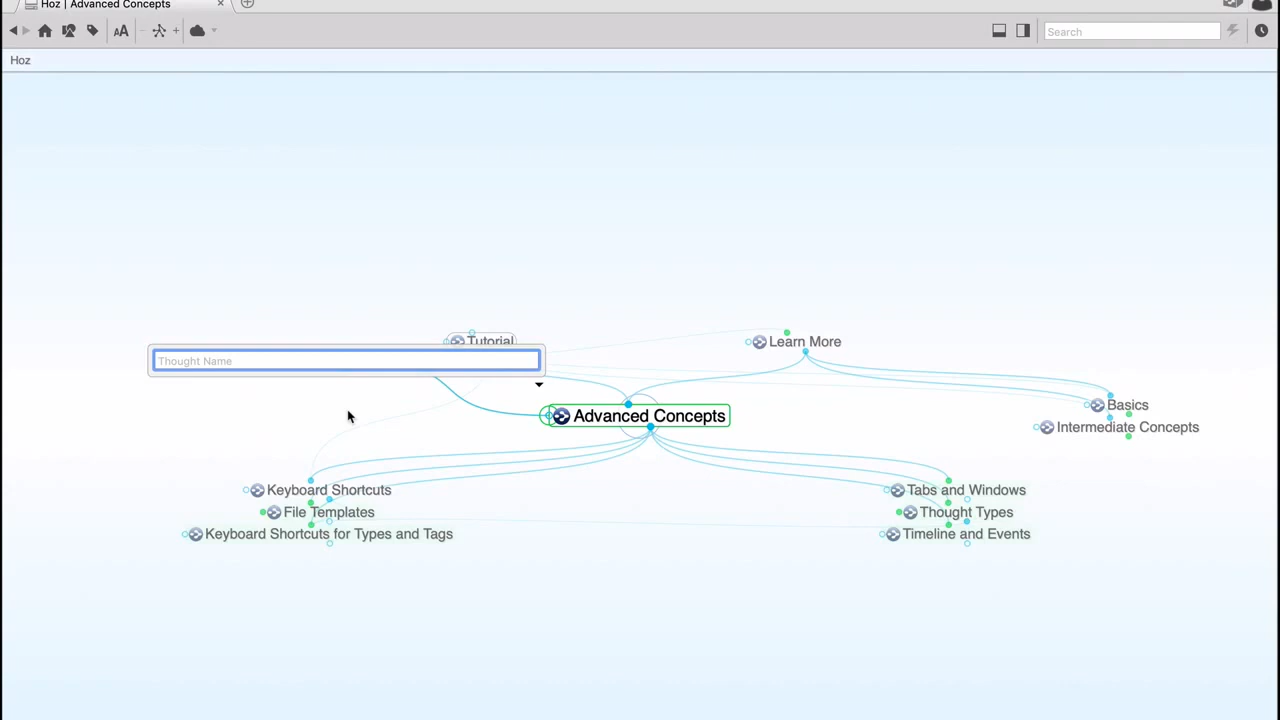 Hoz | Advanced Concepts
AA
Search
Hoz
Tutorial
Learn More
Thought Name
Advanced Concepts
Basics
Intermediate Concepts
Keyboard Shortcuts
Tabs and Windows
File Templates
Thought Types
Keyboard Shortcuts for Types and Tags
Timeline and Events